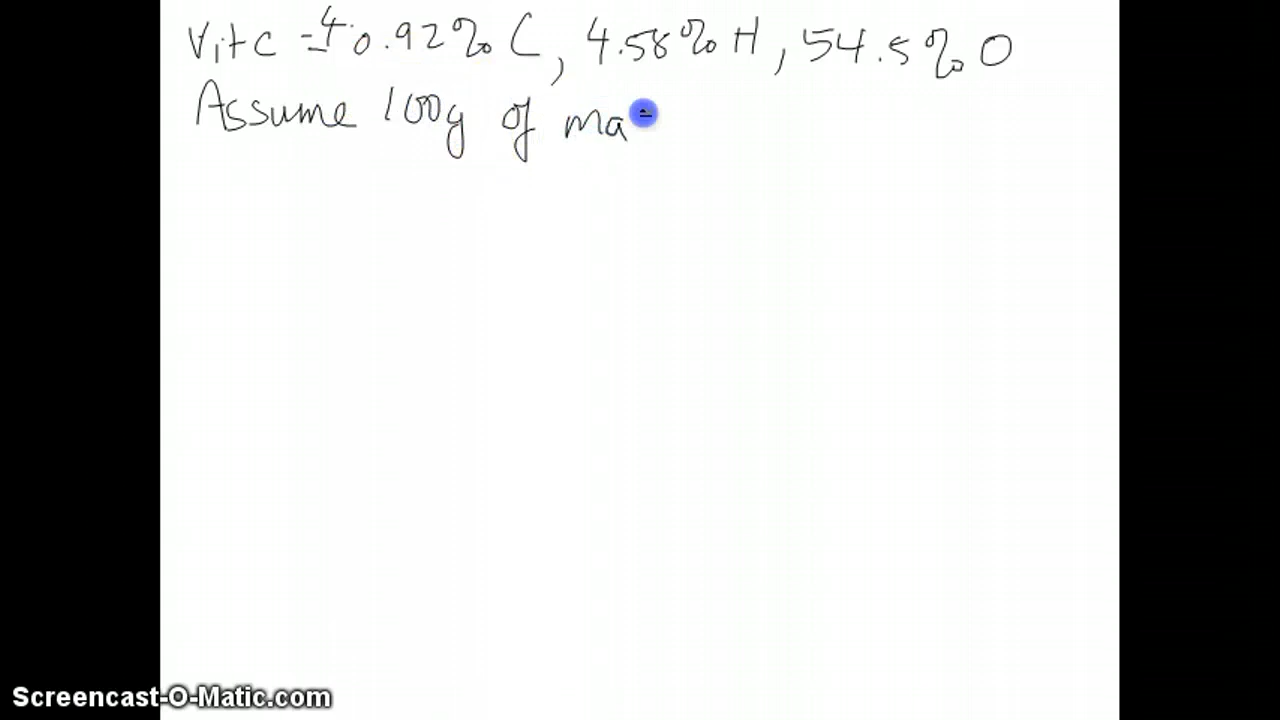 Vit C = 40.92% C, 4.58% H, 54.5% O
Assume 100g of ma
Screencast-O-Matic.com